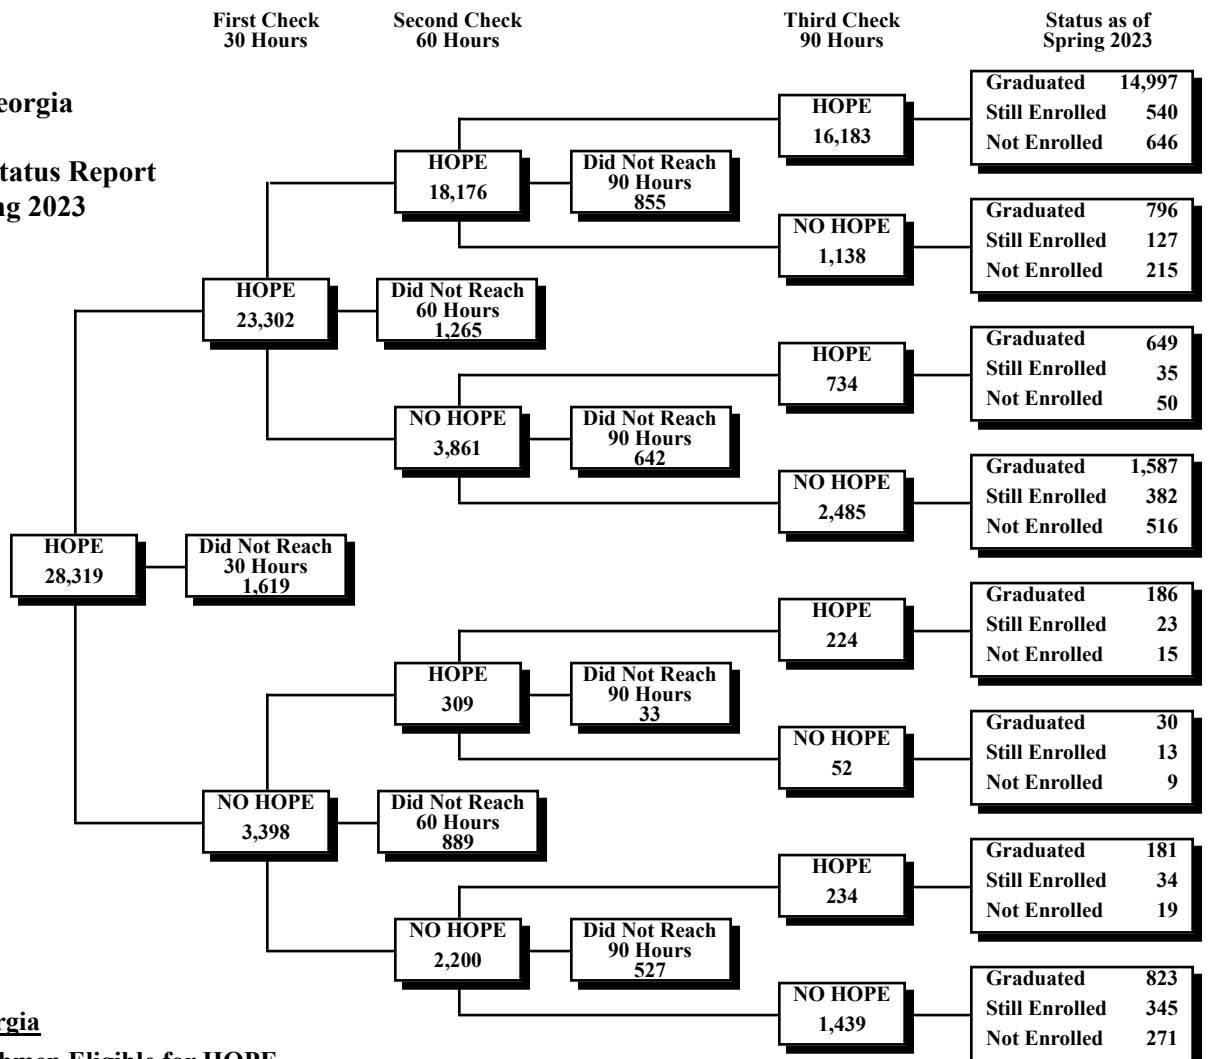 First Check
30 Hours
Second Check
60 Hours
Third Check
90 Hours
Status as of
Spring 2023
eorgia
tatus Report
ng 2023
HOPE
28,319
Did Not Reach
30 Hours
1,619
HOPE
23,302
Did Not Reach
60 Hours
1,265
NO HOPE
3,398
Did Not Reach
60 Hours
889
HOPE
18,176
Did Not Reach
90 Hours
855
NO HOPE
3,861
Did Not Reach
90 Hours
642
HOPE
309
Did Not Reach
90 Hours
33
NO HOPE
2,200
Did Not Reach
90 Hours
527
HOPE
16,183
Graduated 14,997
Still Enrolled 540
Not Enrolled 646
NO HOPE
1,138
Graduated 796
Still Enrolled 127
Not Enrolled 215
HOPE
734
Graduated 649
Still Enrolled 35
Not Enrolled 50
NO HOPE
2,485
Graduated 1,587
Still Enrolled 382
Not Enrolled 516
HOPE
224
Graduated 186
Still Enrolled 23
Not Enrolled 15
NO HOPE
52
Graduated 30
Still Enrolled 13
Not Enrolled 9
HOPE
234
Graduated 181
Still Enrolled 34
Not Enrolled 19
NO HOPE
1,439
Graduated 823
Still Enrolled 345
Not Enrolled 271
rgia
hmen Eligible for HOPE